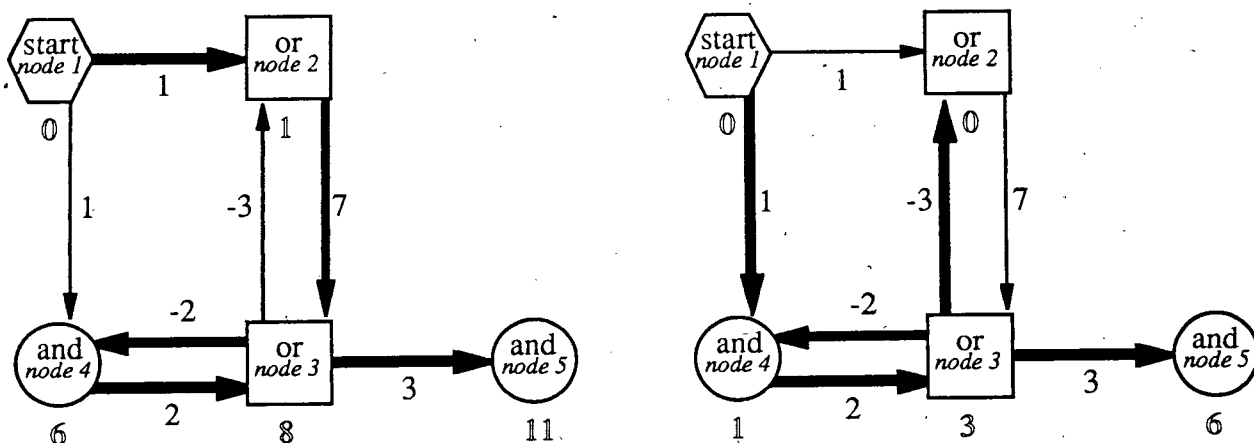 start
node 1
or
node 2
1
0
1
1
-3
7
-2
and
node 4
or
node 3
and
node 5
2
3
6
8
11
start
node 1
or
node 2
1
0
0
1
-3
7
-2
and
node 4
or
node 3
and
node 5
2
3
1
3
6